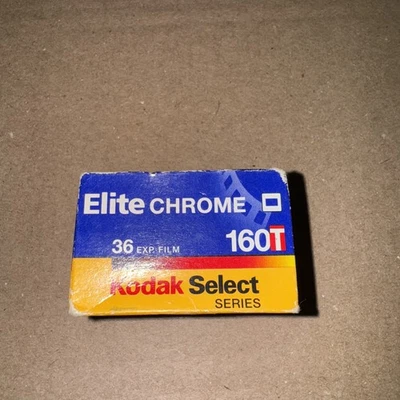 Elite CHROME
36 EXP. FILM 160T
Kodak Select
SERIES